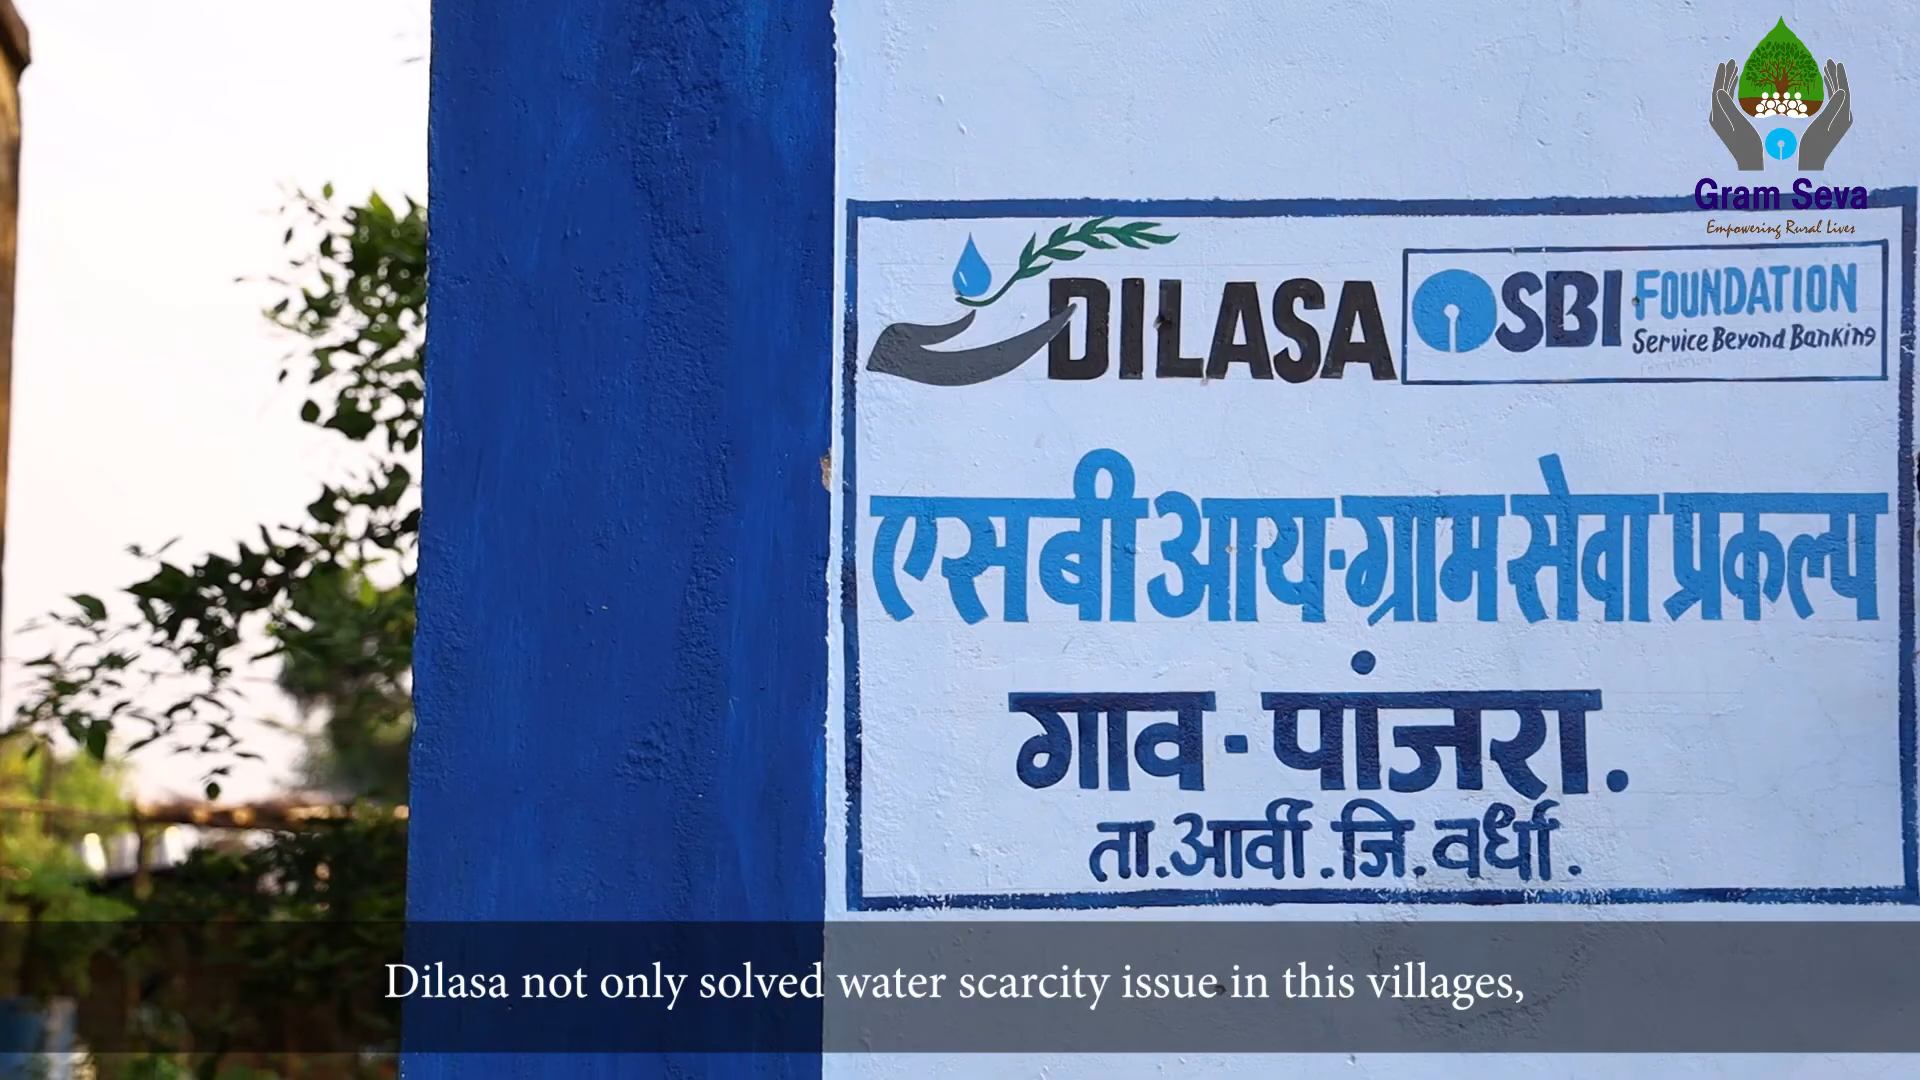 Gram Seva
Empowering Rural Lives
DILASA
SBI FOUNDATION
Service Beyond Banking
एसबीआय-ग्रामसेवा प्रकल्प
गाव - पांजरा.
ता.आर्वी.जि.वर्धा.
Dilasa not only solved water scarcity issue in this villages,